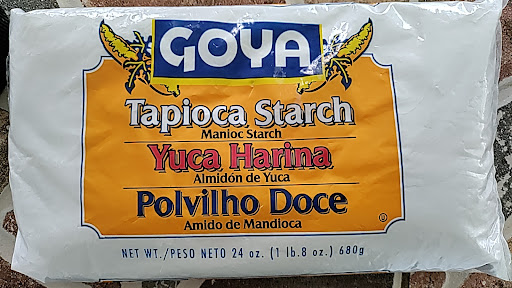 GOYA
Tapioca Starch
Manioc Starch
Yuca Harina
Almidón de Yuca
Polvilho Doce
Amido de Mandioca
NET WT./PESO NETO 24 oz. (1 lb.8 oz.) 680g